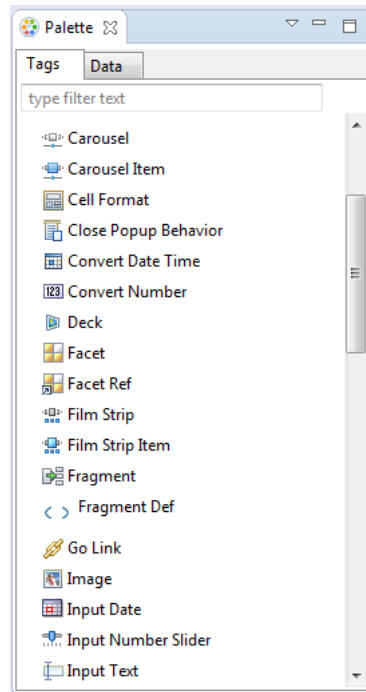 Palette
Tags Data
type filter text
Carousel
Carousel Item
Cell Format
Close Popup Behavior
Convert Date Time
123 Convert Number
Deck
Facet
Facet Ref
Film Strip
Film Strip Item
Fragment
Fragment Def
Go Link
Image
Input Date
Input Number Slider
Input Text